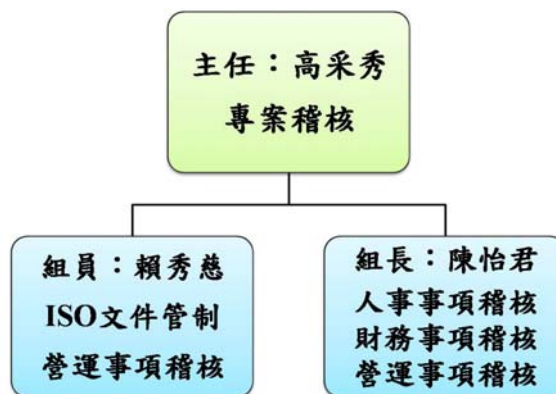 主任：高采秀
專案稽核
組員：賴秀慈
ISO文件管制
營運事項稽核
組長：陳怡君
人事事項稽核
財務事項稽核
營運事項稽核